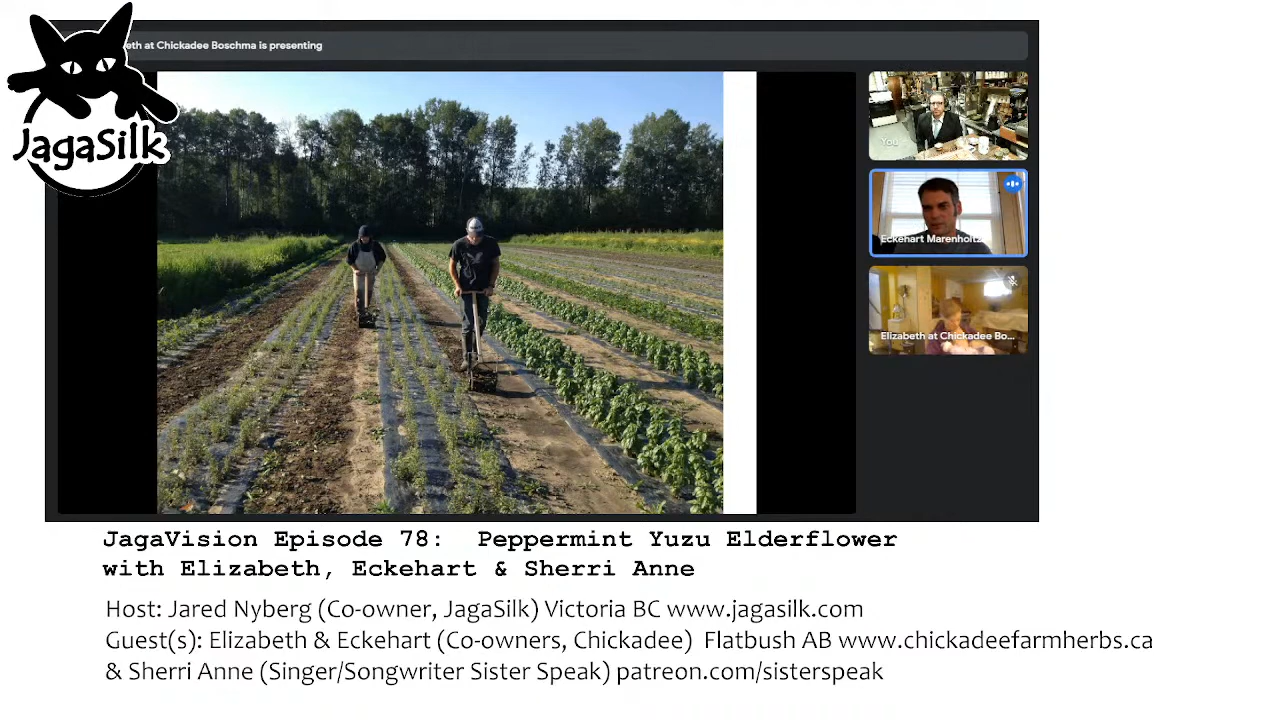 eth at Chickadee Boschma is presenting
JagaSilk
You
Eckehart Marenholtz
Elizabeth at Chickadee Bo...
JagaVision Episode 78: Peppermint Yuzu Elderflower
with Elizabeth, Eckehart & Sherri Anne
Host: Jared Nyberg (Co-owner, JagaSilk) Victoria BC www.jagasilk.com
Guest(s): Elizabeth & Eckehart (Co-owners, Chickadee) Flatbush AB www.chickadeefarmherbs.ca
& Sherri Anne (Singer/Songwriter Sister Speak) patreon.com/sisterspeak